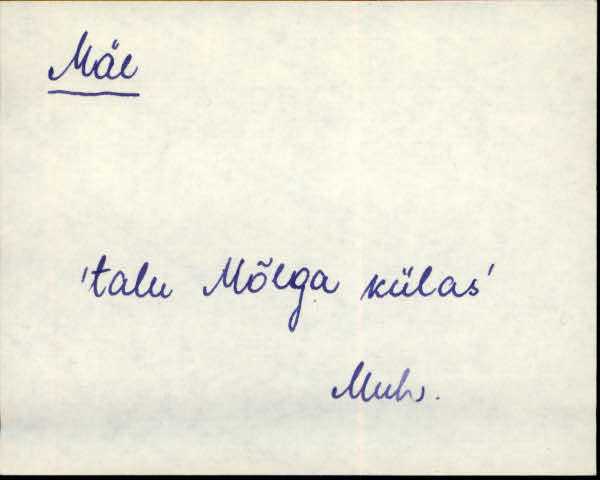 Mäe
'talu Mõega külas'
Muh.